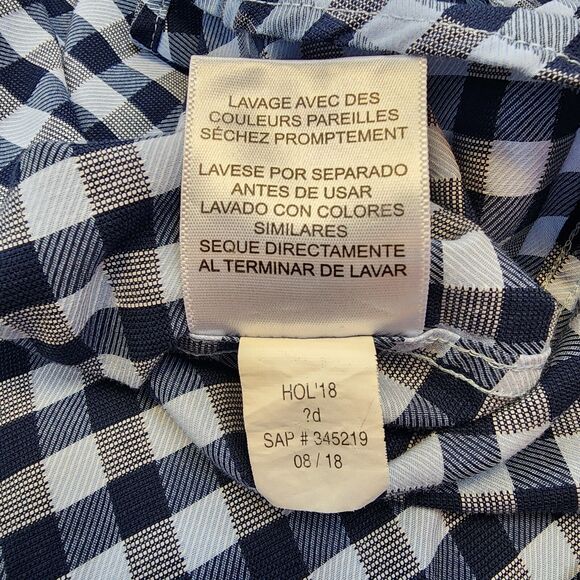 LAVAGE AVEC DES
COULEURS PAREILLES
SÉCHEZ PROMPTEMENT
LAVESE POR SEPARADO
ANTES DE USAR
LAVADO CON COLORES
SIMILARES
SEQUE DIRECTAMENTE
AL TERMINAR DE LAVAR
HOL'18
?d
SAP # 345219
08 / 18